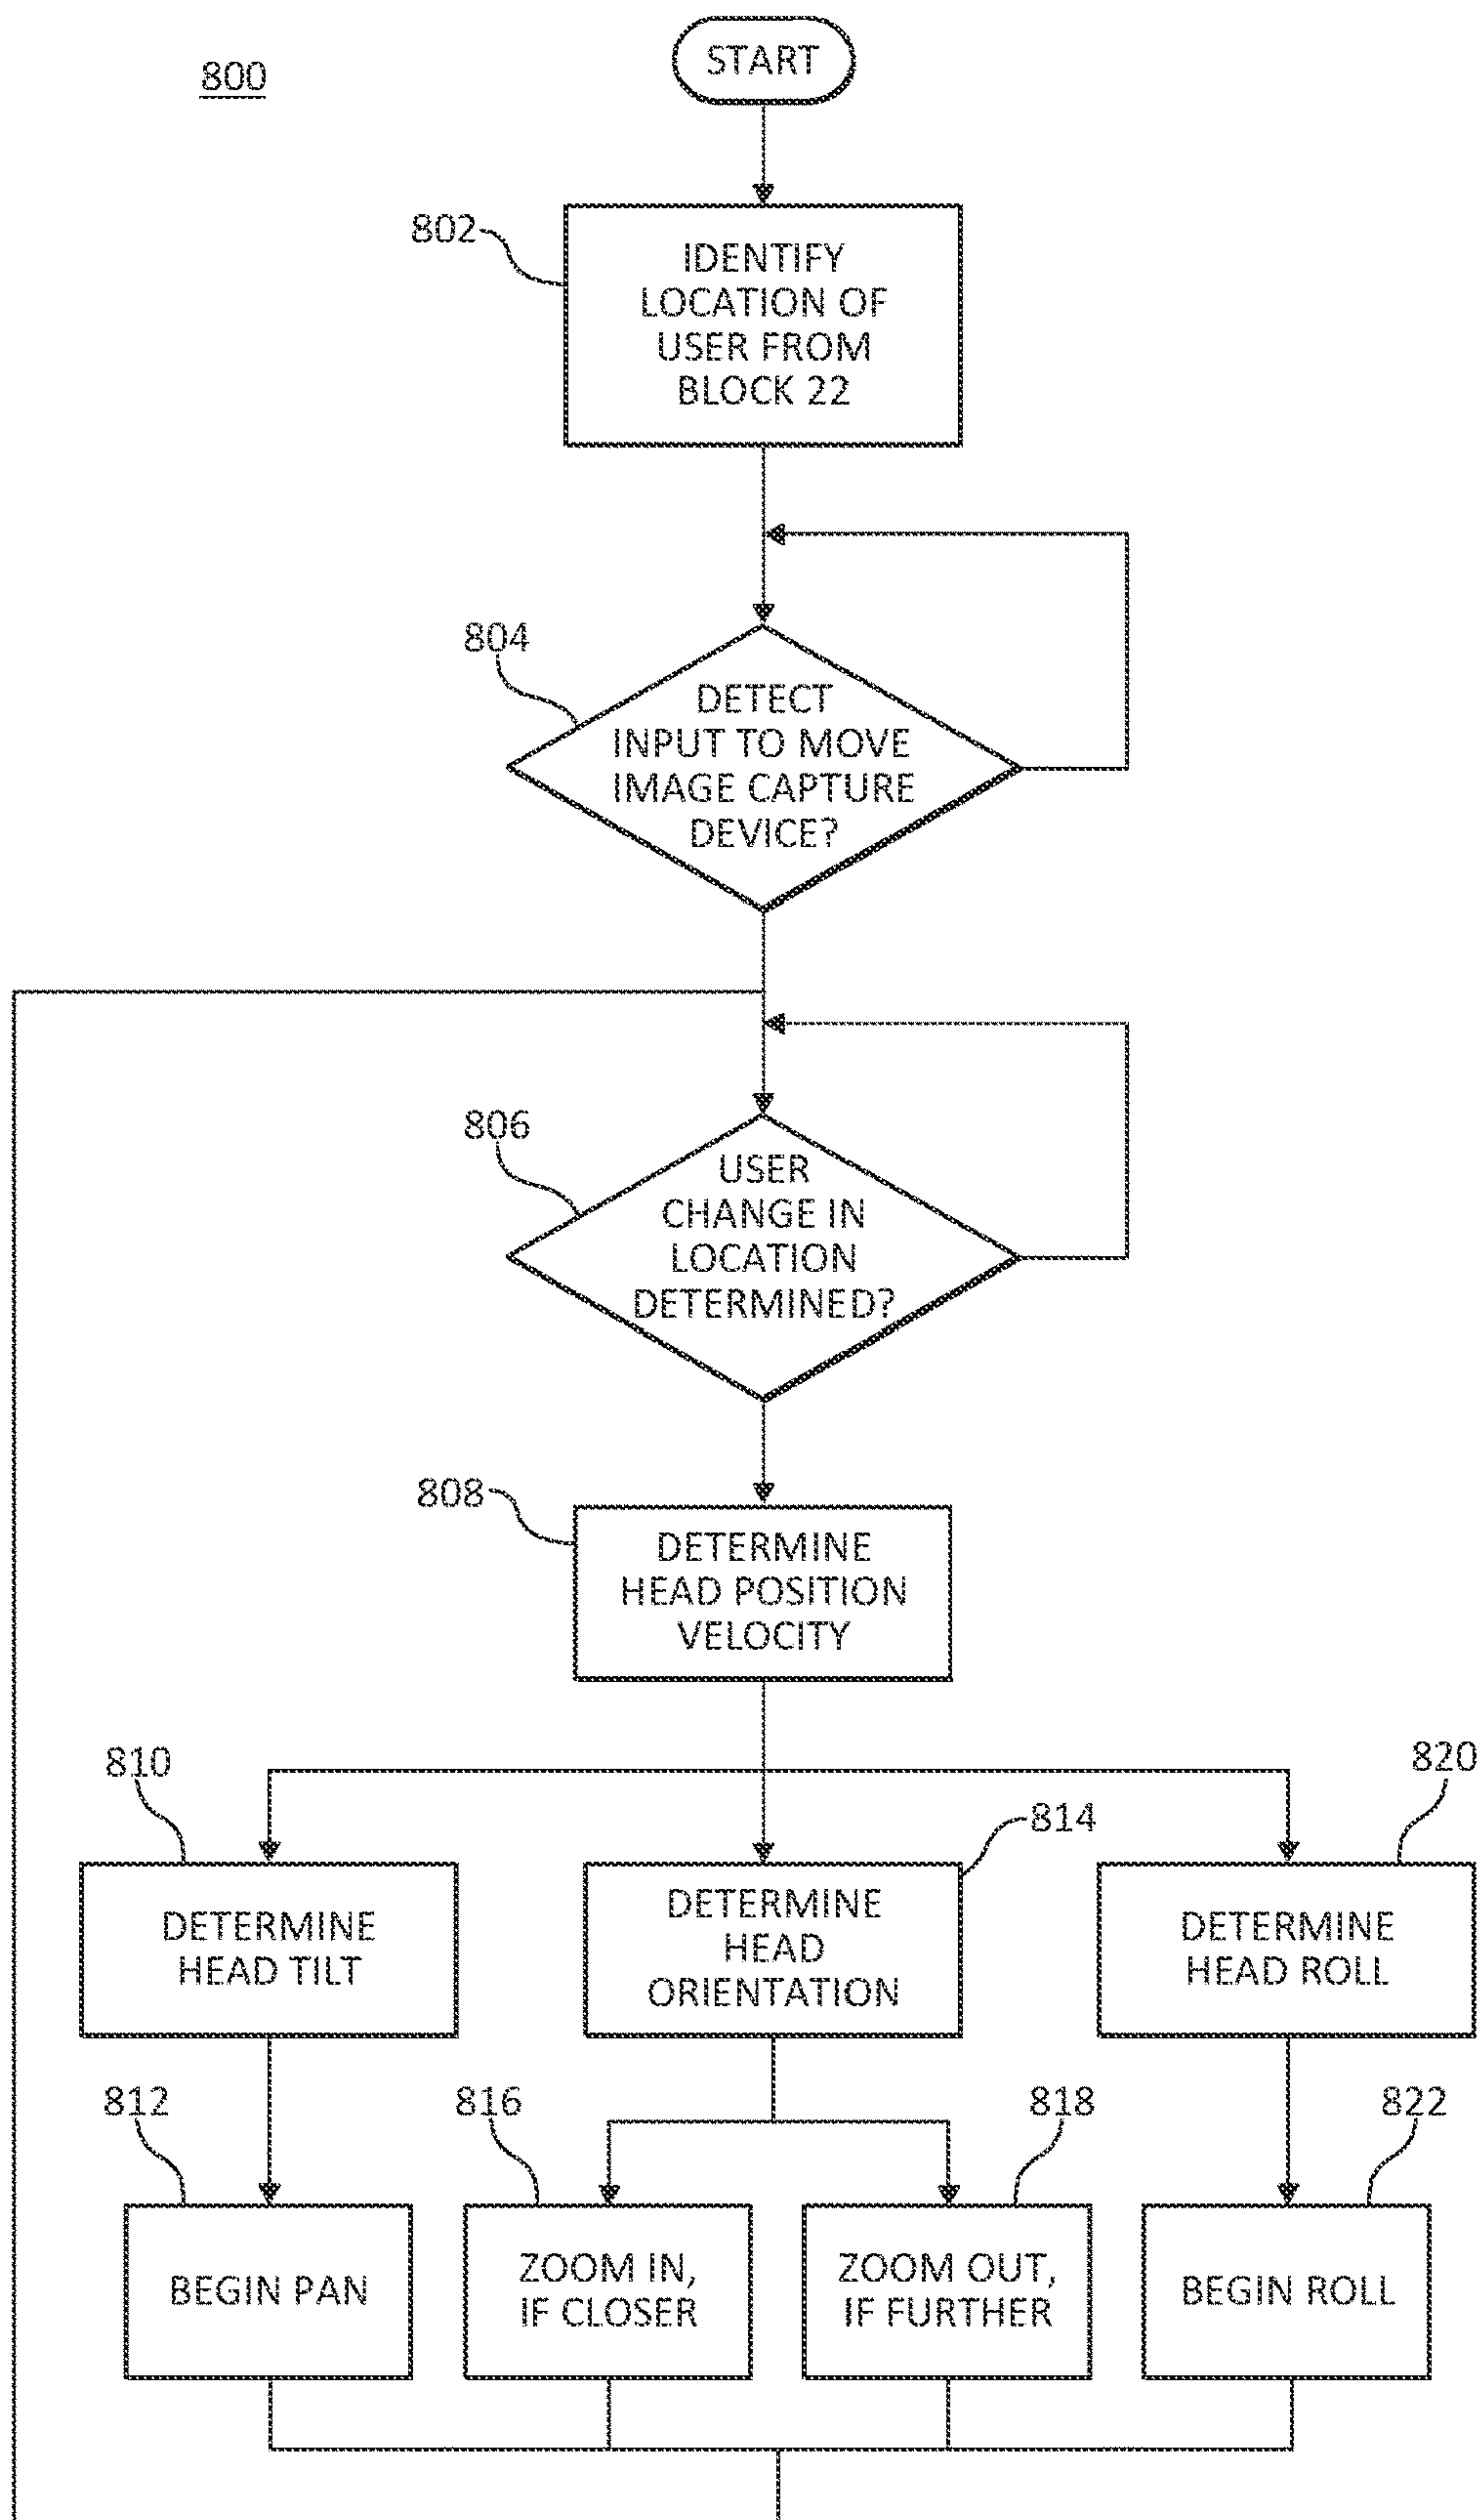 START
800
802
IDENTIFY
LOCATION OF
USER FROM
BLOCK 22
804
DETECT
INPUT TO MOVE
IMAGE CAPTURE
DEVICE?
806
USER
CHANGE IN
LOCATION
DETERMINED?
808
DETERMINE
HEAD POSITION
VELOCITY
810
DETERMINE
HEAD TILT
814
DETERMINE
HEAD
ORIENTATION
820
DETERMINE
HEAD ROLL
812
BEGIN PAN
816
ZOOM IN,
IF CLOSER
818
ZOOM OUT,
IF FURTHER
822
BEGIN ROLL